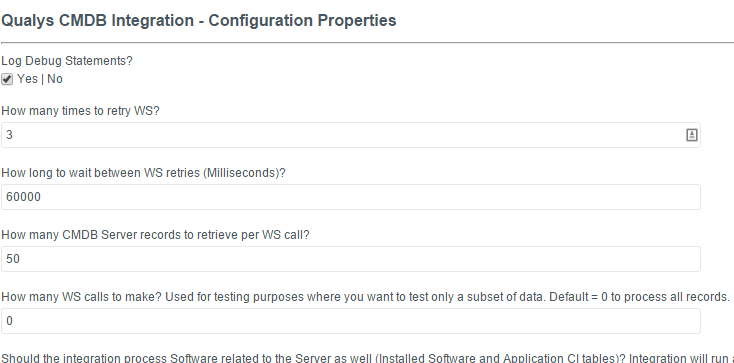 Qualys CMDB Integration - Configuration Properties
Log Debug Statements?
Yes | No
How many times to retry WS?
3
How long to wait between WS retries (Milliseconds)?
60000
How many CMDB Server records to retrieve per WS call?
50
How many WS calls to make? Used for testing purposes where you want to test only a subset of data. Default = 0 to process all records.
0
Should the integration process Software related to the Server as well (Installed Software and Application CI tables)? Integration will run